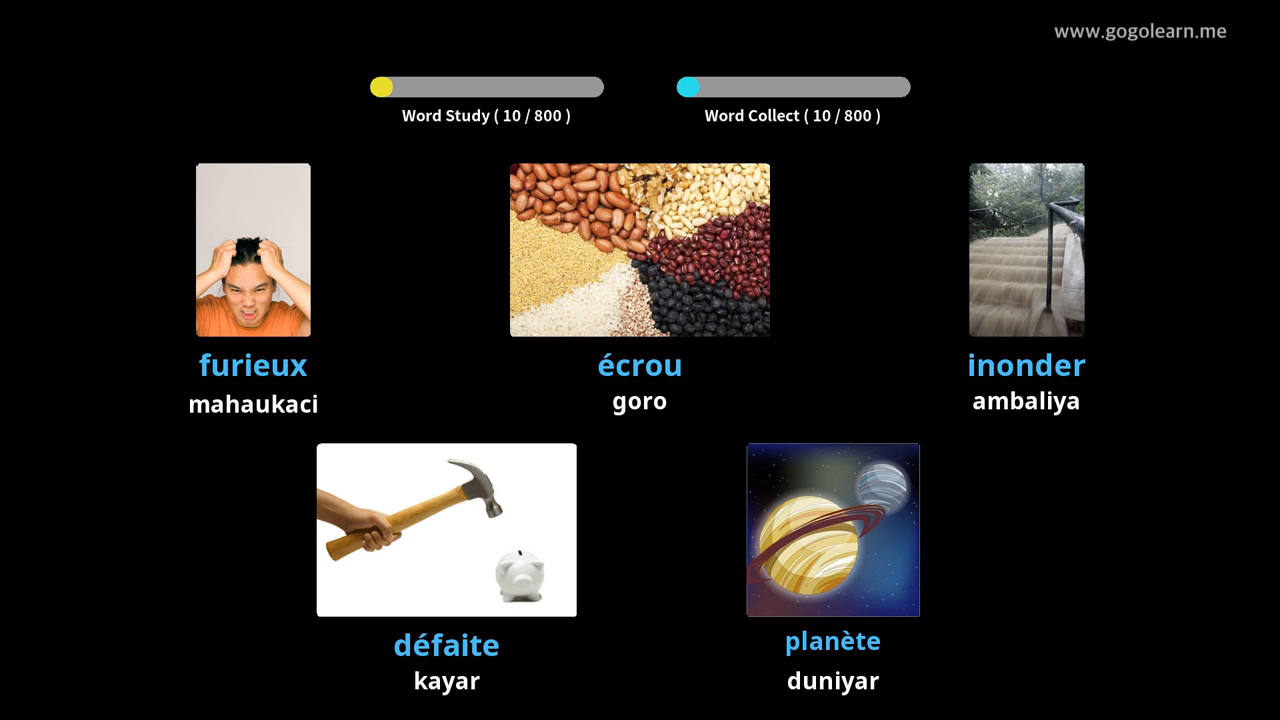 www.gogolearn.me
Word Study ( 10 / 800 )
Word Collect ( 10 / 800 )
furieux
mahaukaci
écrou
goro
inonder
ambaliya
défaite
kayar
planète
duniyar